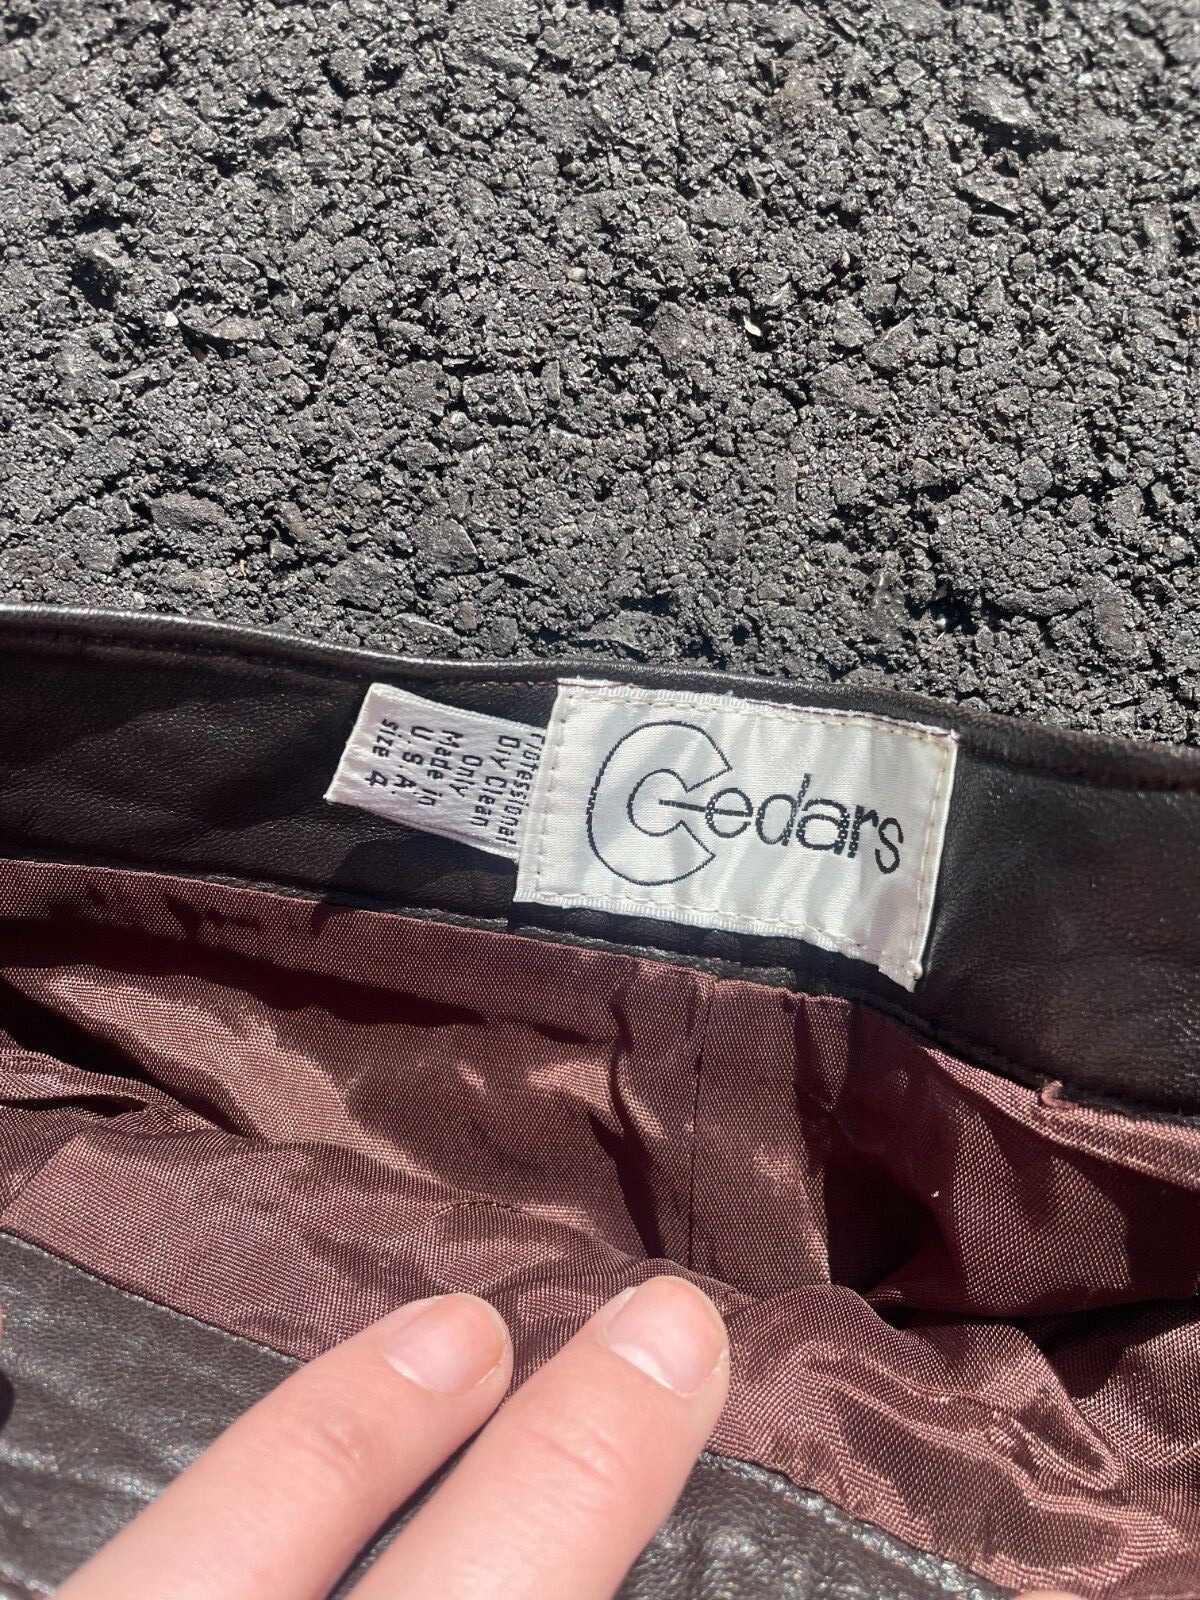 Cedars
Professional
Dry Clean
Only
Made in
U.S.A.
size 4